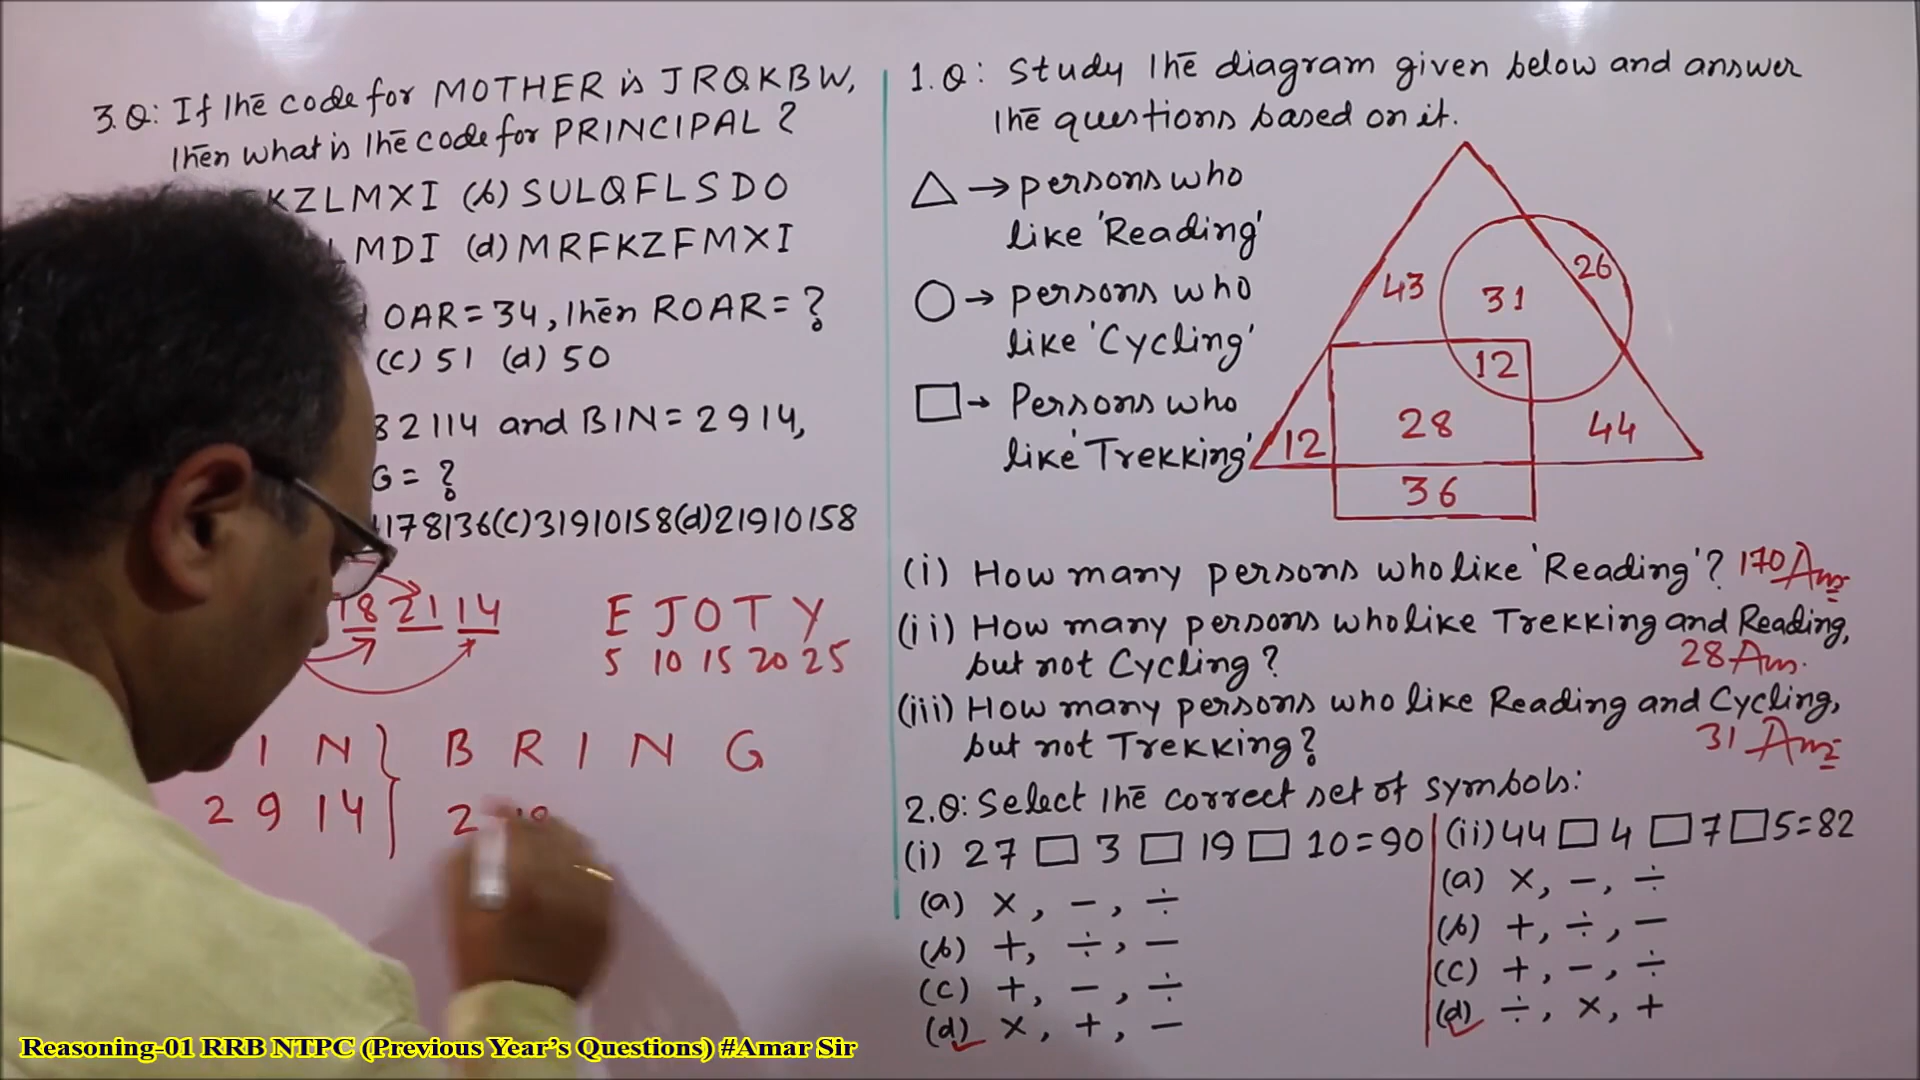 3.Q: If the code for MOTHER is JRQKBW,
then what is the code for PRINCIPAL?
KZLMXI (b) SULQFLSDO
MDI (d) MRFKZFMXI
OAR = 34, then ROAR = ?
(c) 51 (d) 50
82114 and BIN = 2914,
G = ?
1178136 (c) 31910158 (d) 21910158
18 21 14
E J O T Y
5 10 15 20 25
I N
2 9 14
B R I N G
2
1.Q: Study the diagram given below and answer
the questions based on it.
△ → persons who
like 'Reading'
○ → persons who
like 'Cycling'
□ → Persons who
like 'Trekking'
43
31
26
12
12
28
44
36
(i) How many persons who like 'Reading'? 170 Ans
(ii) How many persons who like Trekking and Reading,
but not Cycling? 28 Ans.
(iii) How many persons who like Reading and Cycling,
but not Trekking? 31 Ans
2.Q: Select the correct set of symbols:
(i) 27 □ 3 □ 19 □ 10 = 90
(a) ×, −, ÷
(b) +, ÷, −
(c) +, −, ÷
(d) ×, +, −
(ii) 44 □ 4 □ 7 □ 5 = 82
(a) ×, −, ÷
(b) +, ÷, −
(c) +, −, ÷
(d) ÷, ×, +
Reasoning-01 RRB NTPC (Previous Year's Questions) #Amar Sir